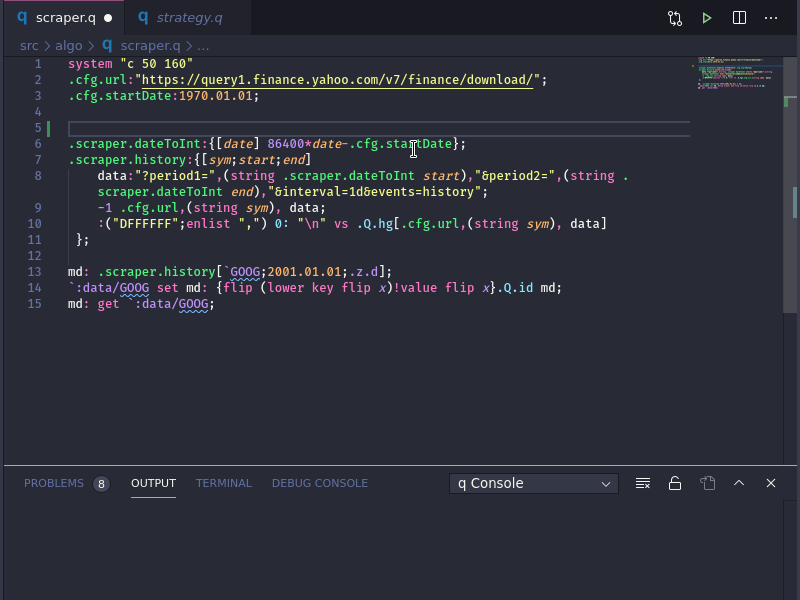 q scraper.q ● q strategy.q
src > algo > q scraper.q > ...
1 system "c 50 160"
2 .cfg.url:"https://query1.finance.yahoo.com/v7/finance/download/";
3 .cfg.startDate:1970.01.01;
4
5
6 .scraper.dateToInt:{[date] 86400*date-.cfg.startDate};
7 .scraper.history:{[sym;start;end]
8 data:"?period1=",(string .scraper.dateToInt start),"&period2=",(string .
scraper.dateToInt end),"&interval=1d&events=history";
9 -1 .cfg.url,(string sym), data;
10 :("DFFFFFF";enlist ",") 0: "\n" vs .Q.hg[.cfg.url,(string sym), data]
11 };
12
13 md: .scraper.history[`GOOG;2001.01.01;.z.d];
14 `:data/GOOG set md: {flip (lower key flip x)!value flip x}.Q.id md;
15 md: get `:data/GOOG;
PROBLEMS 8 OUTPUT TERMINAL DEBUG CONSOLE q Console